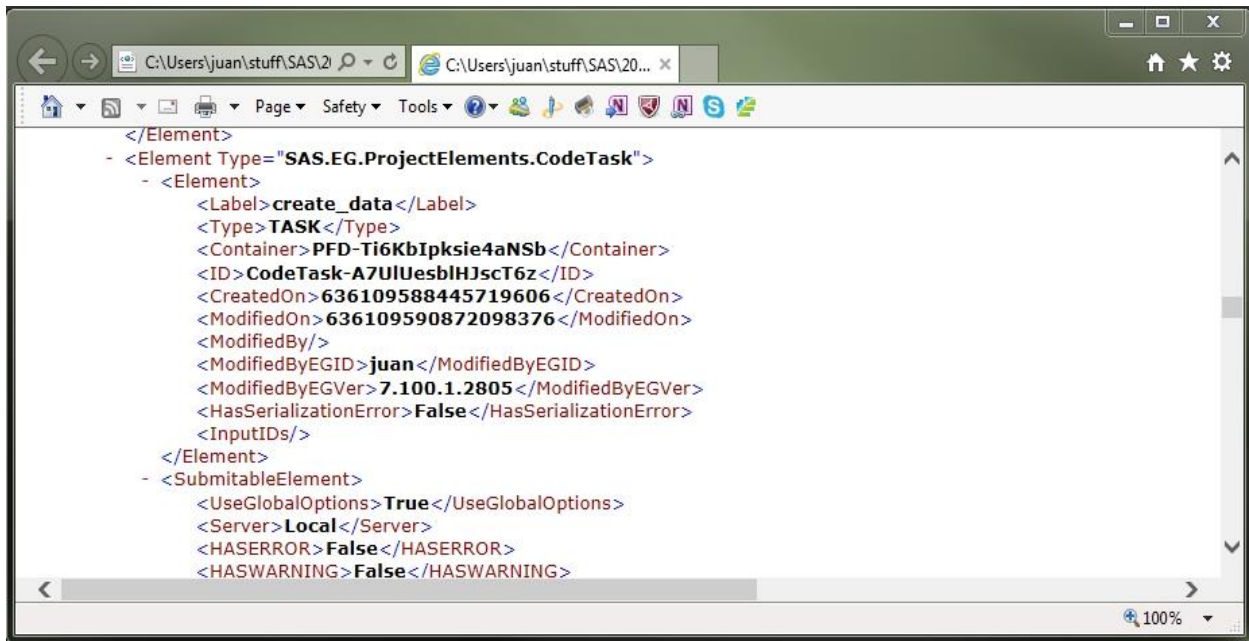 C:\Users\juan\stuff\SAS\2
C:\Users\juan\stuff\SAS\20...
Page Safety Tools
</Element>
- <Element Type="SAS.EG.ProjectElements.CodeTask">
- <Element>
<Label>create_data</Label>
<Type>TASK</Type>
<Container>PFD-Ti6KbIpksie4aNSb</Container>
<ID>CodeTask-A7UlUesblHJscT6z</ID>
<CreatedOn>636109588445719606</CreatedOn>
<ModifiedOn>636109590872098376</ModifiedOn>
<ModifiedBy/>
<ModifiedByEGID>juan</ModifiedByEGID>
<ModifiedByEGVer>7.100.1.2805</ModifiedByEGVer>
<HasSerializationError>False</HasSerializationError>
<InputIDs/>
</Element>
- <SubmitableElement>
<UseGlobalOptions>True</UseGlobalOptions>
<Server>Local</Server>
<HASERROR>False</HASERROR>
<HASWARNING>False</HASWARNING>
100%